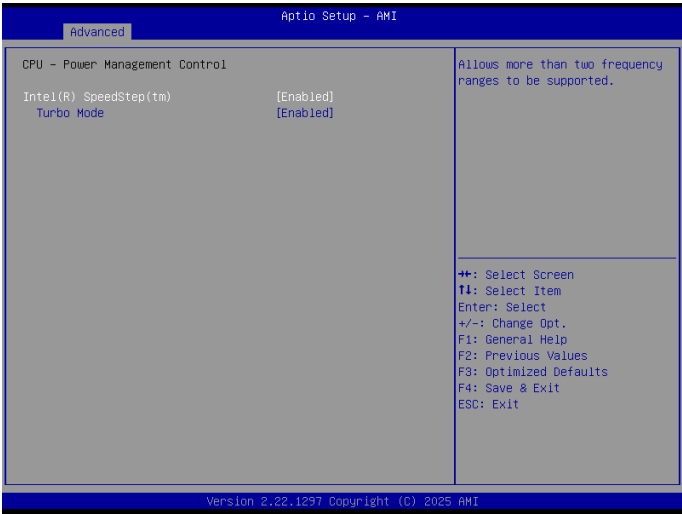 Aptio Setup – AMI
Advanced
CPU – Power Management Control
Intel(R) SpeedStep(tm) [Enabled]
Turbo Mode [Enabled]
Allows more than two frequency
ranges to be supported.
→←: Select Screen
↑↓: Select Item
Enter: Select
+/-: Change Opt.
F1: General Help
F2: Previous Values
F3: Optimized Defaults
F4: Save & Exit
ESC: Exit
Version 2.22.1297 Copyright (C) 2025 AMI